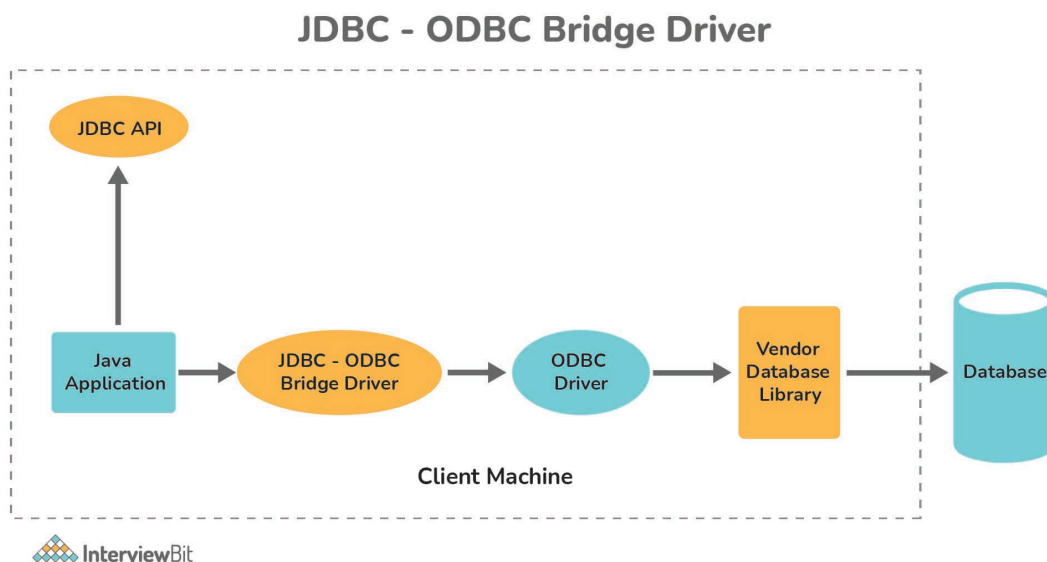 JDBC - ODBC Bridge Driver
JDBC API
Java
Application
JDBC - ODBC
Bridge Driver
ODBC
Driver
Vendor
Database
Library
Database
Client Machine
InterviewBit